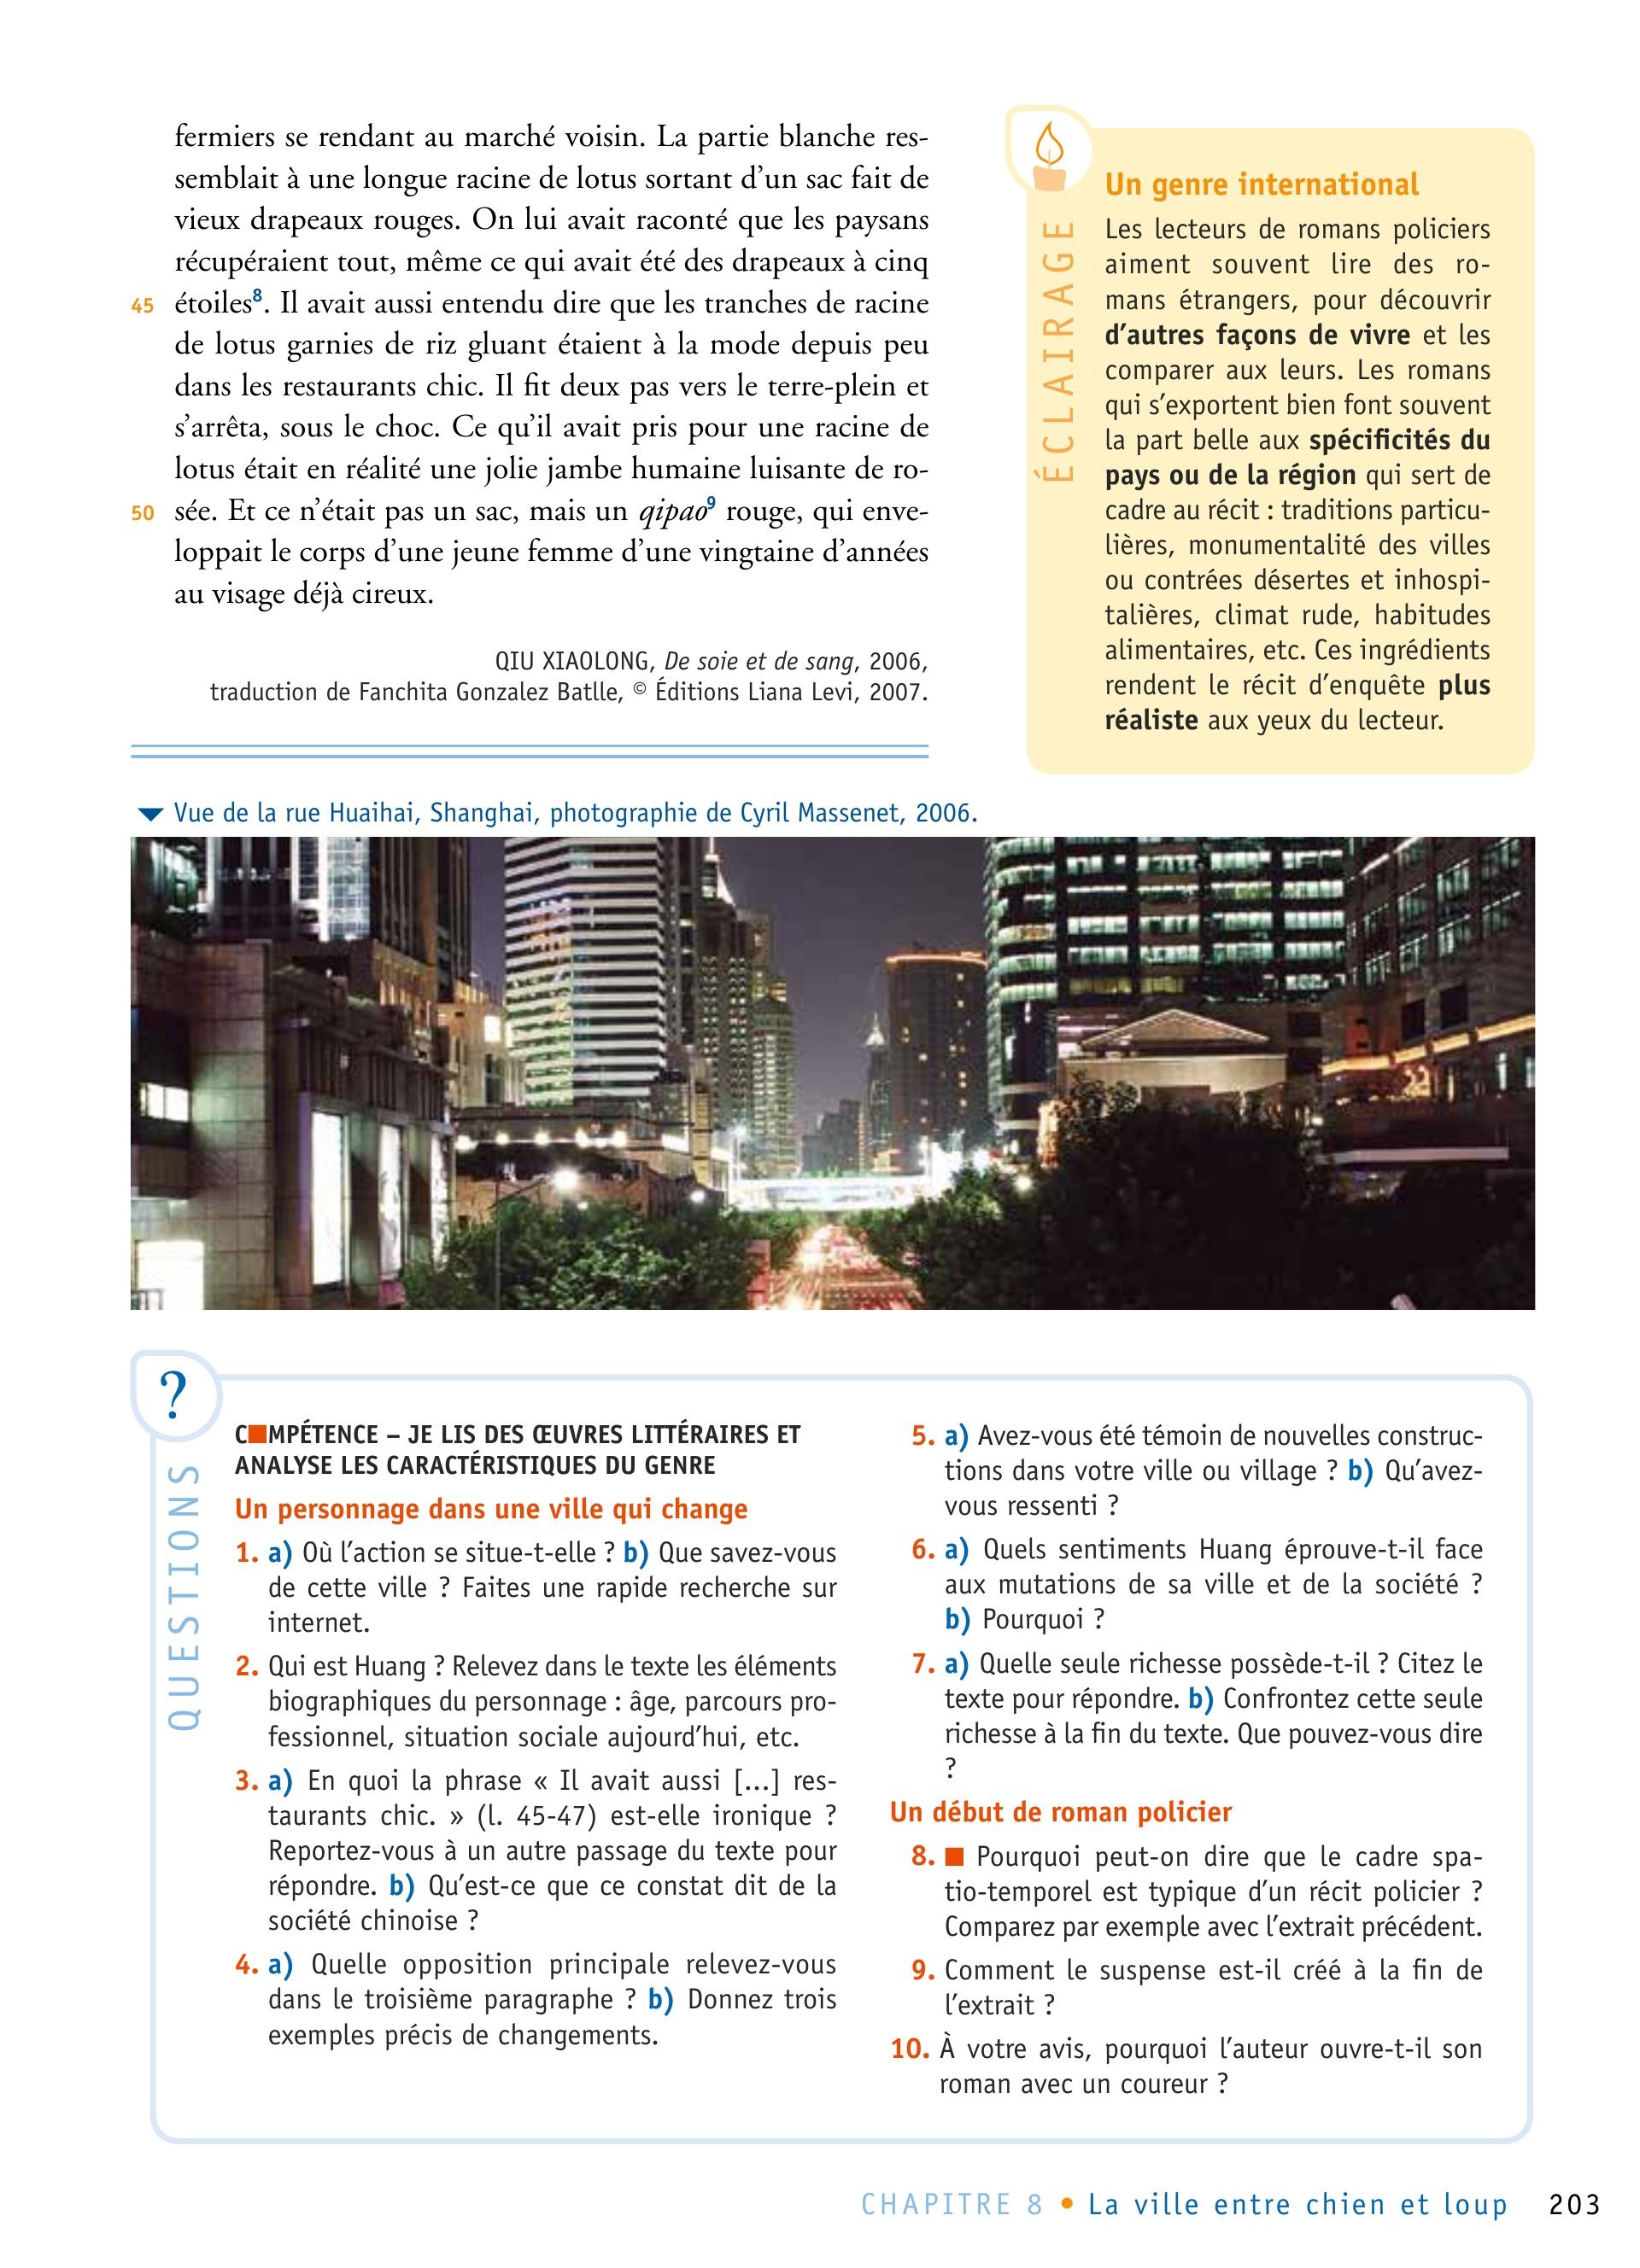 fermiers se rendant au marché voisin. La partie blanche res-
semblait à une longue racine de lotus sortant d’un sac fait de
vieux drapeaux rouges. On lui avait raconté que les paysans
récupéraient tout, même ce qui avait été des drapeaux à cinq
45 étoiles8. Il avait aussi entendu dire que les tranches de racine
de lotus garnies de riz gluant étaient à la mode depuis peu
dans les restaurants chic. Il fit deux pas vers le terre-plein et
s’arrêta, sous le choc. Ce qu’il avait pris pour une racine de
lotus était en réalité une jolie jambe humaine luisante de ro-
50 sée. Et ce n’était pas un sac, mais un qipao9 rouge, qui enve-
loppait le corps d’une jeune femme d’une vingtaine d’années
au visage déjà cireux.
QIU XIAOLONG, De soie et de sang, 2006,
traduction de Fanchita Gonzalez Batlle, © Éditions Liana Levi, 2007.
ÉCLAIRAGE
Un genre international
Les lecteurs de romans policiers
aiment souvent lire des ro-
mans étrangers, pour découvrir
d’autres façons de vivre et les
comparer aux leurs. Les romans
qui s’exportent bien font souvent
la part belle aux spécificités du
pays ou de la région qui sert de
cadre au récit : traditions particu-
lières, monumentalité des villes
ou contrées désertes et inhospi-
talières, climat rude, habitudes
alimentaires, etc. Ces ingrédients
rendent le récit d’enquête plus
réaliste aux yeux du lecteur.
Vue de la rue Huaihai, Shanghai, photographie de Cyril Massenet, 2006.
?
QUESTIONS
C■MPÉTENCE – JE LIS DES ŒUVRES LITTÉRAIRES ET
ANALYSE LES CARACTÉRISTIQUES DU GENRE
Un personnage dans une ville qui change
1. a) Où l’action se situe-t-elle ? b) Que savez-vous
de cette ville ? Faites une rapide recherche sur
internet.
2. Qui est Huang ? Relevez dans le texte les éléments
biographiques du personnage : âge, parcours pro-
fessionnel, situation sociale aujourd’hui, etc.
3. a) En quoi la phrase « Il avait aussi [...] res-
taurants chic. » (l. 45-47) est-elle ironique ?
Reportez-vous à un autre passage du texte pour
répondre. b) Qu’est-ce que ce constat dit de la
société chinoise ?
4. a) Quelle opposition principale relevez-vous
dans le troisième paragraphe ? b) Donnez trois
exemples précis de changements.
5. a) Avez-vous été témoin de nouvelles construc-
tions dans votre ville ou village ? b) Qu’avez-
vous ressenti ?
6. a) Quels sentiments Huang éprouve-t-il face
aux mutations de sa ville et de la société ?
b) Pourquoi ?
7. a) Quelle seule richesse possède-t-il ? Citez le
texte pour répondre. b) Confrontez cette seule
richesse à la fin du texte. Que pouvez-vous dire
?
Un début de roman policier
8. ■ Pourquoi peut-on dire que le cadre spa-
tio-temporel est typique d’un récit policier ?
Comparez par exemple avec l’extrait précédent.
9. Comment le suspense est-il créé à la fin de
l’extrait ?
10. À votre avis, pourquoi l’auteur ouvre-t-il son
roman avec un coureur ?
CHAPITRE 8 • La ville entre chien et loup 203